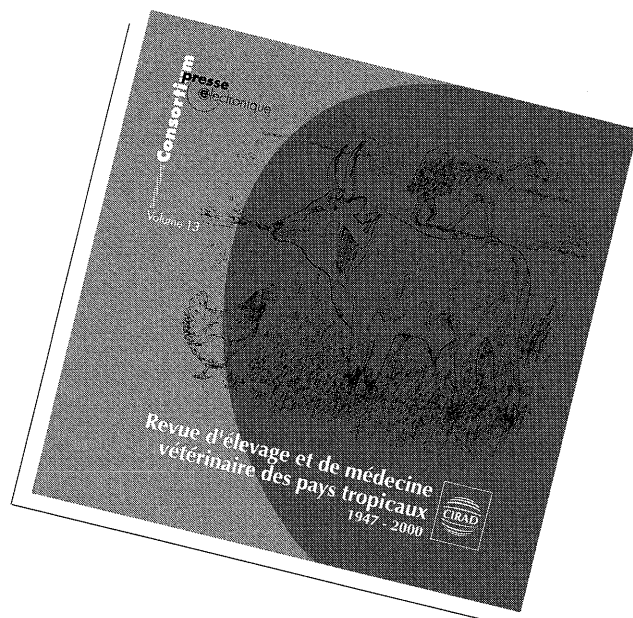 Consortium
presse
électronique
Volume 13
Revue d'élevage et de médecine
vétérinaire des pays tropicaux
1947 - 2000
CIRAD